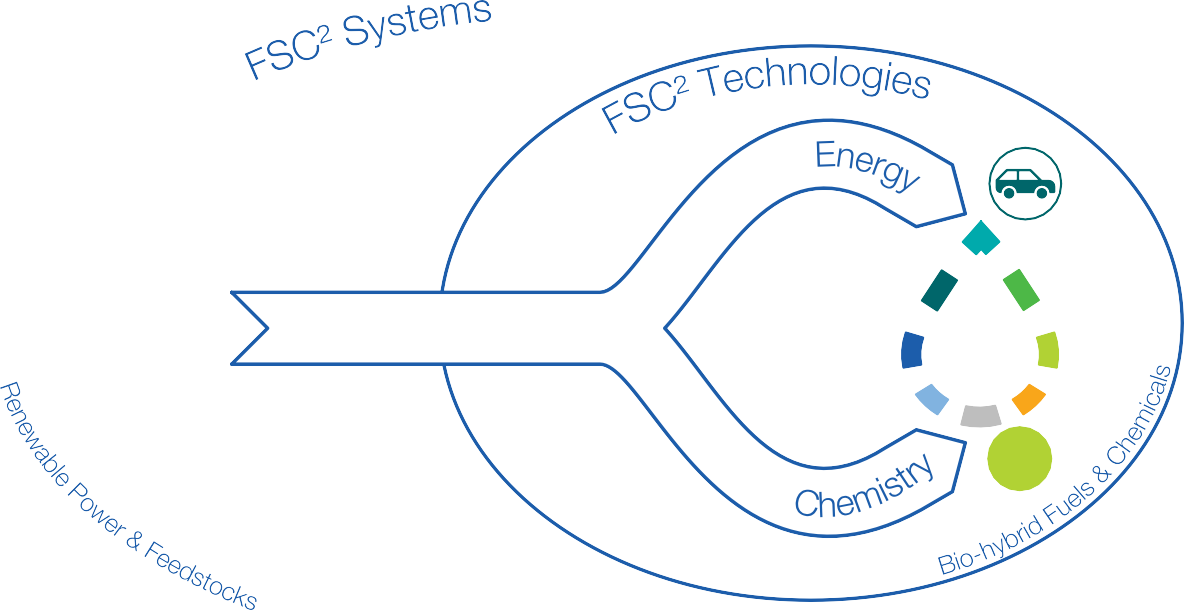 FSC² Systems
FSC² Technologies
Energy
Chemistry
Renewable Power & Feedstocks
Bio-hybrid Fuels & Chemicals